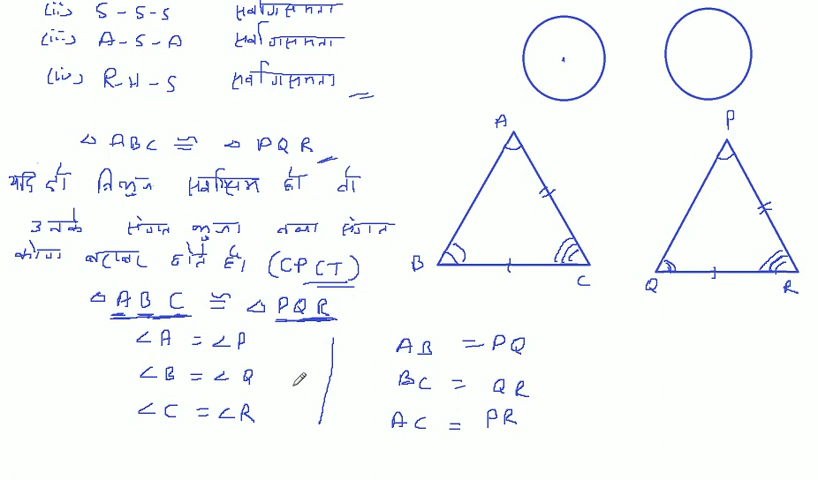 (ii) S - S - S सर्वांगसमता
(iii) A - S - A सर्वांगसमता
(iv) R - H - S सर्वांगसमता
△ ABC ≅ △ PQR
यदि दो त्रिभुज सर्वांगसम हो तो
उनके संगत भुजा तथा संगत
कोण बराबर होते है। (CPCT)
△ ABC ≅ △ PQR
∠A = ∠P
∠B = ∠Q
∠C = ∠R
AB = PQ
BC = QR
AC = PR
A
B
C
P
Q
R